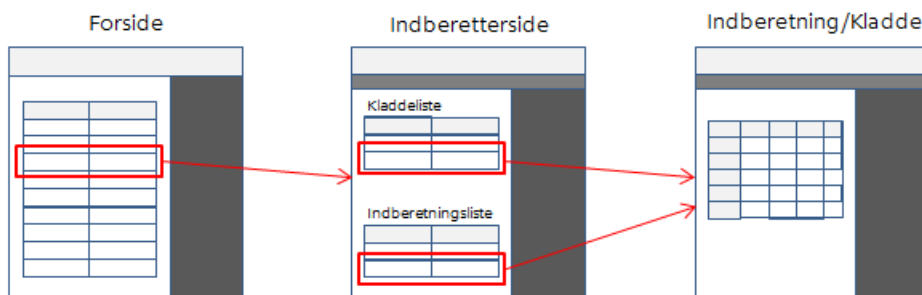 Forside
Indberetterside
Indberetning/Kladde
Kladdeliste
Indberetningsliste